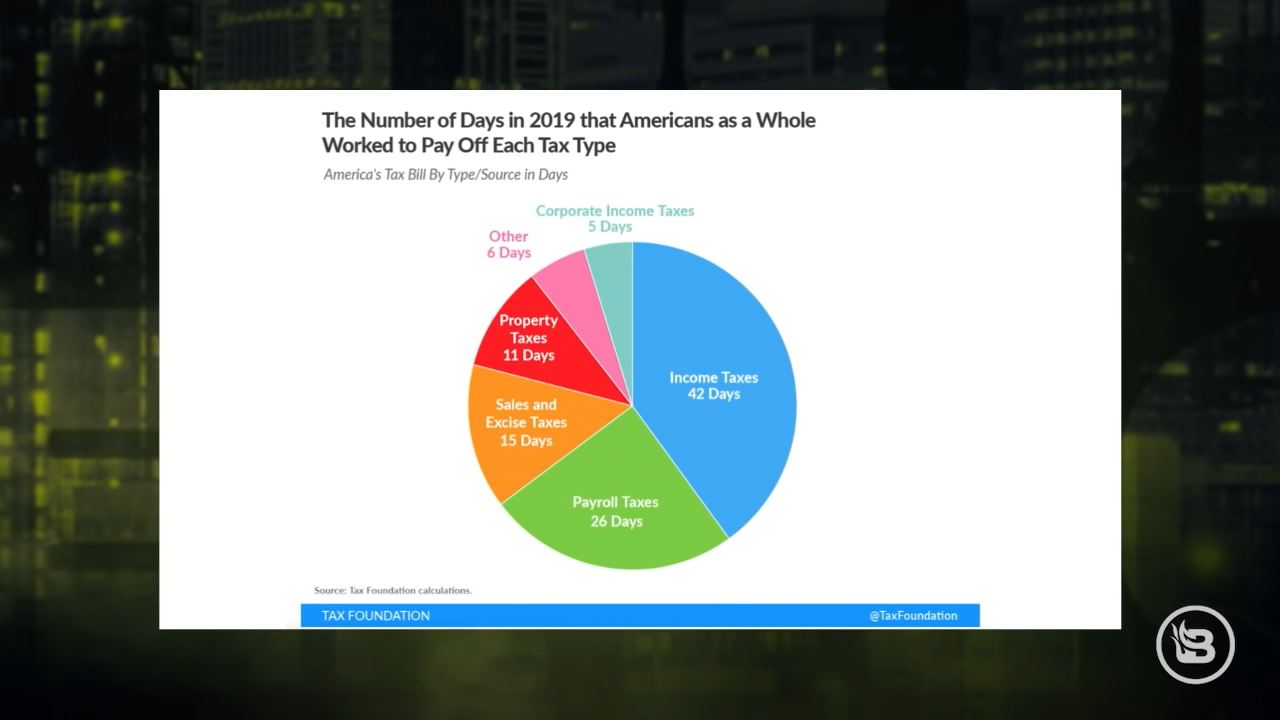 The Number of Days in 2019 that Americans as a Whole
Worked to Pay Off Each Tax Type
America's Tax Bill By Type/Source in Days
Corporate Income Taxes
5 Days
Other
6 Days
Property
Taxes
11 Days
Income Taxes
42 Days
Sales and
Excise Taxes
15 Days
Payroll Taxes
26 Days
Source: Tax Foundation calculations.
TAX FOUNDATION
@TaxFoundation
B